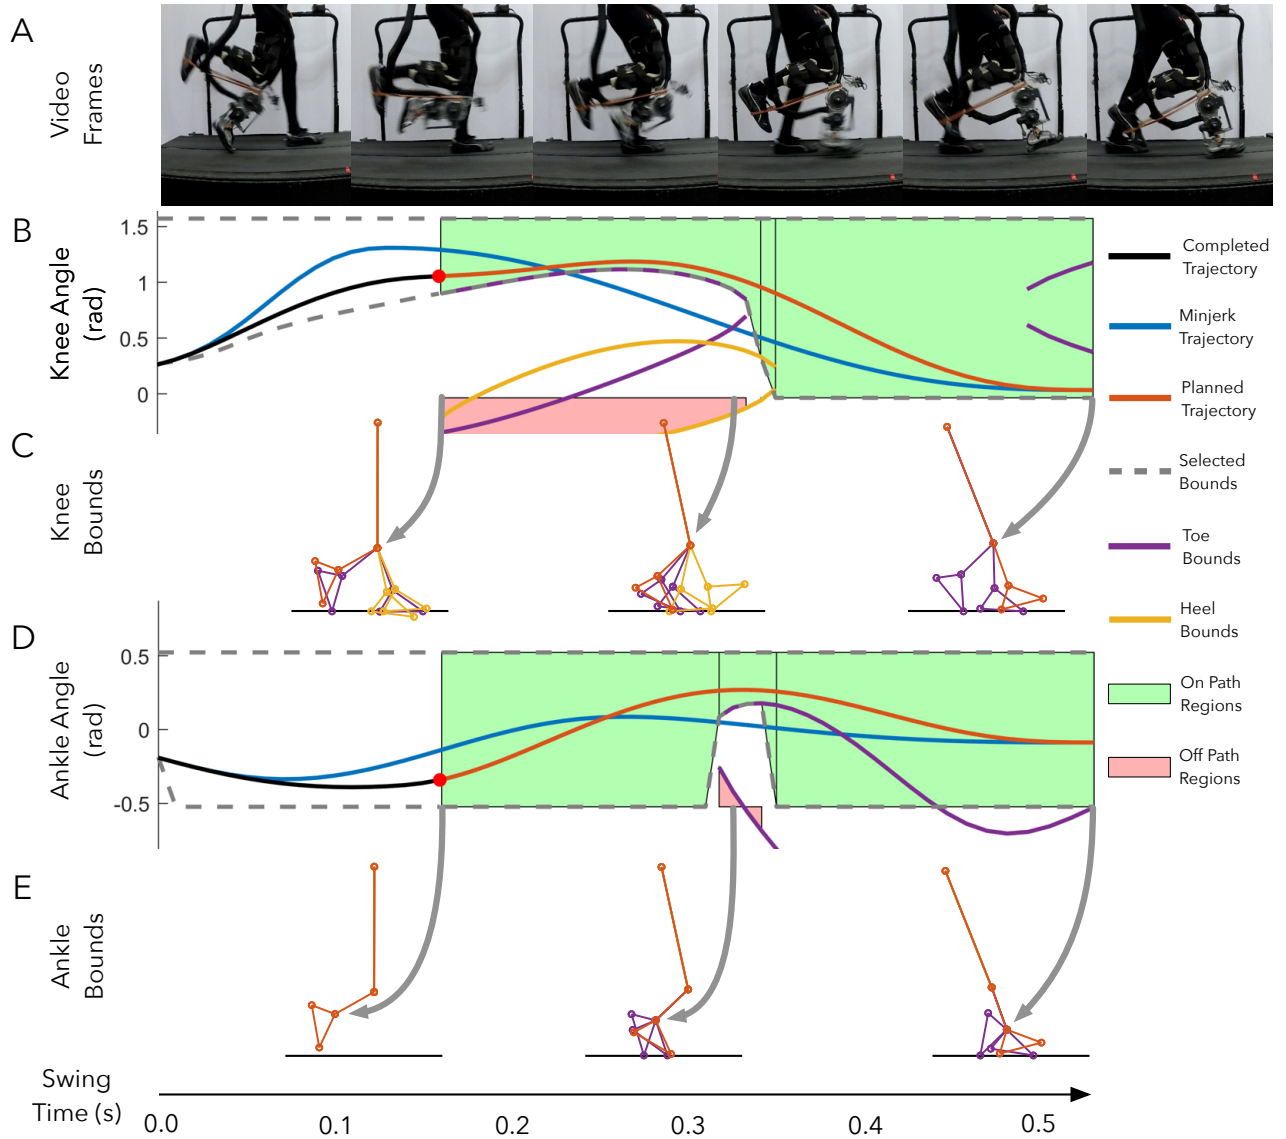 A
Video
Frames
B
Knee Angle
(rad)
1.5
1
0.5
0
Completed
Trajectory
Minjerk
Trajectory
Planned
Trajectory
Selected
Bounds
Toe
Bounds
Heel
Bounds
On Path
Regions
Off Path
Regions
C
Knee
Bounds
D
Ankle Angle
(rad)
0.5
0
-0.5
E
Ankle
Bounds
Swing
Time (s)
0.0
0.1
0.2
0.3
0.4
0.5